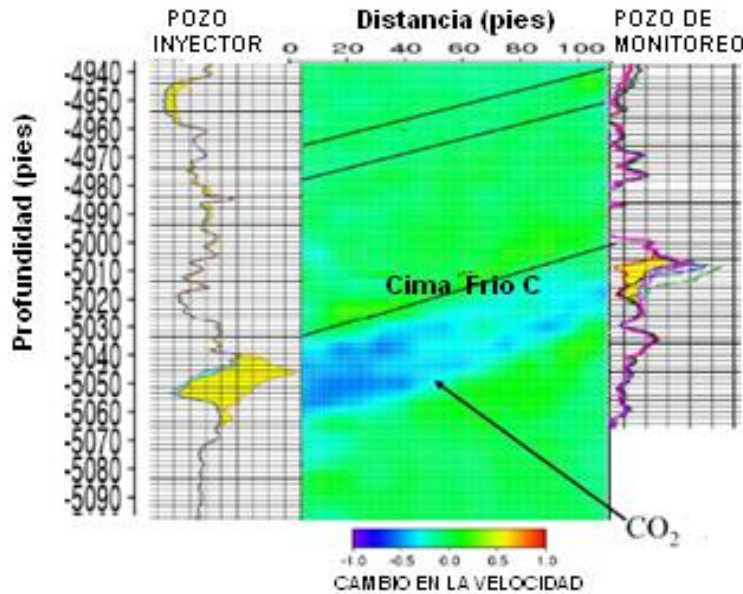 POZO INYECTOR
Distancia (pies)
POZO DE MONITOREO
0 20 40 60 80 100
Profundidad (pies)
-4940
-4950
-4960
-4970
-4980
-4990
-5000
-5010
-5020
-5030
-5040
-5050
-5060
-5070
-5080
-5090
Cima Frio C
CO2
-1.0 -0.5 0.0 0.5 1.0
CAMBIO EN LA VELOCIDAD